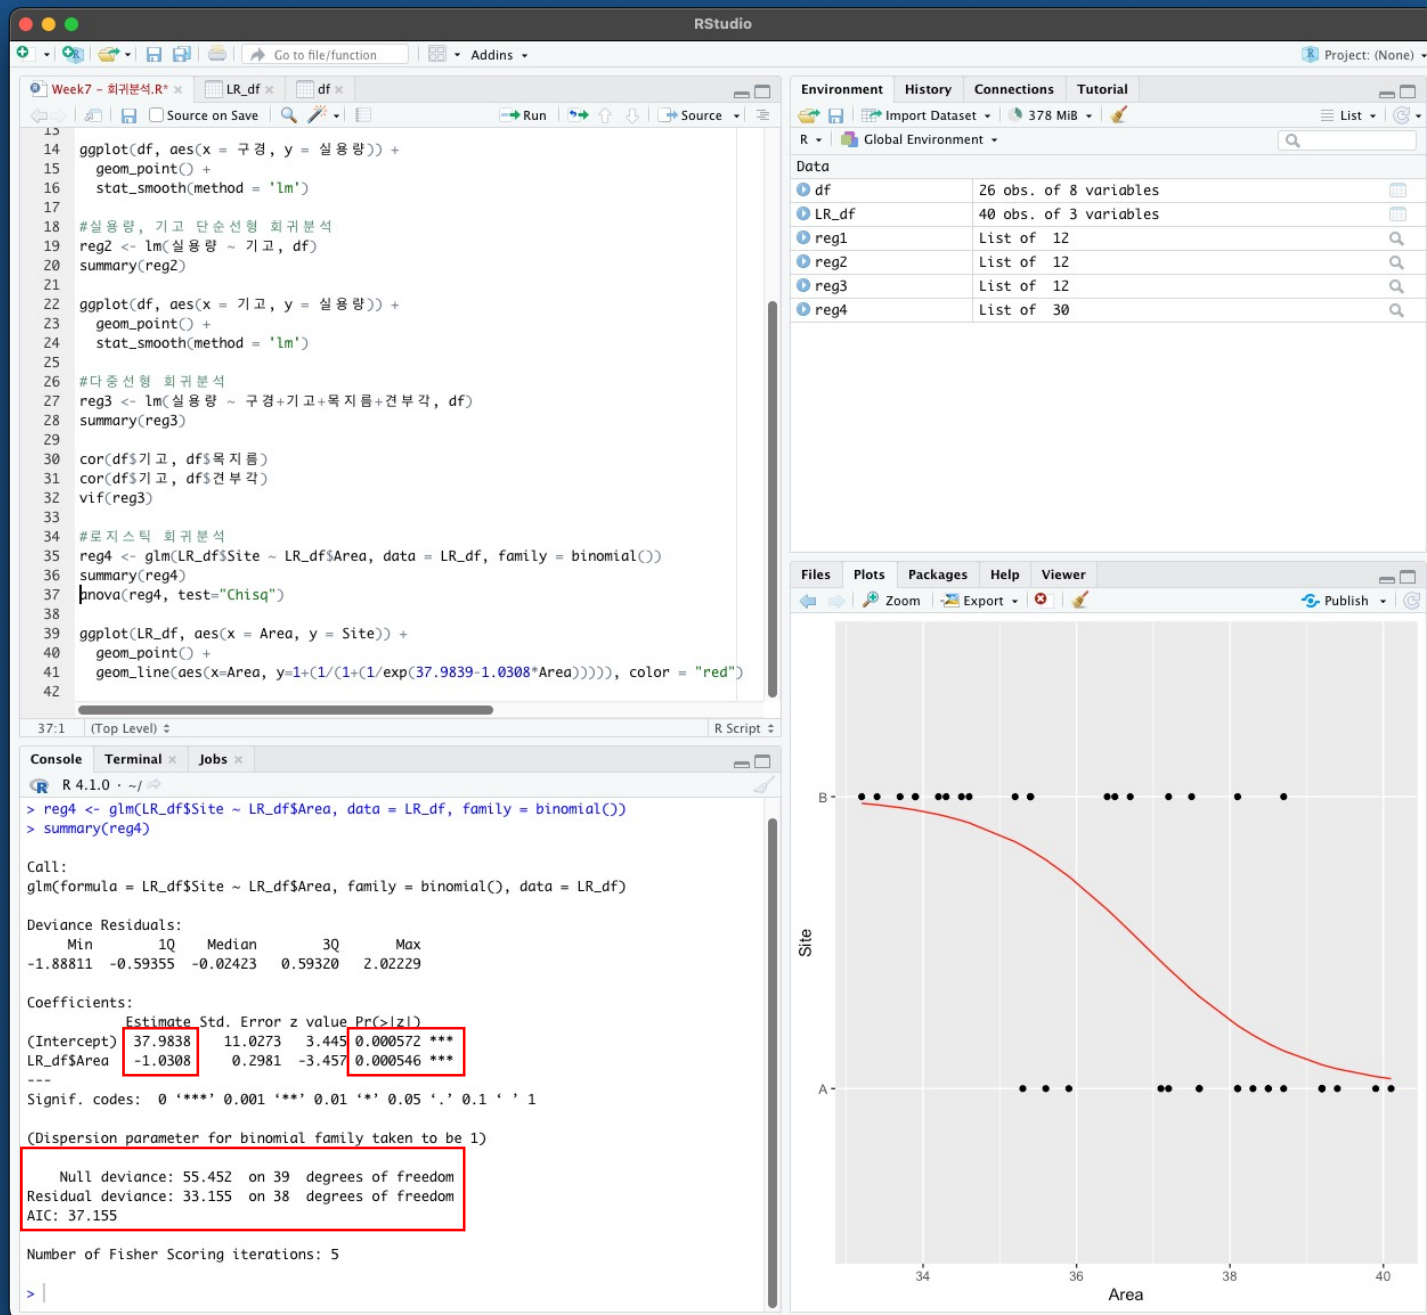 RStudio
Go to file/function
Addins
Project: (None)
Week7 - 회귀분석.R*
LR_df
df
Source on Save
Run
Source
13
14 ggplot(df, aes(x = 구경, y = 실용량)) +
15 geom_point() +
16 stat_smooth(method = 'lm')
17
18 #실용량, 기고 단순선형 회귀분석
19 reg2 <- lm(실용량 ~ 기고, df)
20 summary(reg2)
21
22 ggplot(df, aes(x = 기고, y = 실용량)) +
23 geom_point() +
24 stat_smooth(method = 'lm')
25
26 #다중선형 회귀분석
27 reg3 <- lm(실용량 ~ 구경+기고+목지름+견부각, df)
28 summary(reg3)
29
30 cor(df$기고, df$목지름)
31 cor(df$기고, df$견부각)
32 vif(reg3)
33
34 #로지스틱 회귀분석
35 reg4 <- glm(LR_df$Site ~ LR_df$Area, data = LR_df, family = binomial())
36 summary(reg4)
37 anova(reg4, test="Chisq")
38
39 ggplot(LR_df, aes(x = Area, y = Site)) +
40 geom_point() +
41 geom_line(aes(x=Area, y=1+(1/(1+(1/exp(37.9839-1.0308*Area))))), color = "red")
42
37:1 (Top Level) R Script
Console Terminal Jobs
R 4.1.0 · ~/
> reg4 <- glm(LR_df$Site ~ LR_df$Area, data = LR_df, family = binomial())
> summary(reg4)
Call:
glm(formula = LR_df$Site ~ LR_df$Area, family = binomial(), data = LR_df)
Deviance Residuals:
Min 1Q Median 3Q Max
-1.88811 -0.59355 -0.02423 0.59320 2.02229
Coefficients:
Estimate Std. Error z value Pr(>|z|)
(Intercept) 37.9838 11.0273 3.445 0.000572 ***
LR_df$Area -1.0308 0.2981 -3.457 0.000546 ***
---
Signif. codes: 0 ‘***’ 0.001 ‘**’ 0.01 ‘*’ 0.05 ‘.’ 0.1 ‘ ’ 1
(Dispersion parameter for binomial family taken to be 1)
Null deviance: 55.452 on 39 degrees of freedom
Residual deviance: 33.155 on 38 degrees of freedom
AIC: 37.155
Number of Fisher Scoring iterations: 5
>
Environment History Connections Tutorial
Import Dataset 378 MiB List
R Global Environment
Data
df 26 obs. of 8 variables
LR_df 40 obs. of 3 variables
reg1 List of 12
reg2 List of 12
reg3 List of 12
reg4 List of 30
Files Plots Packages Help Viewer
Zoom Export Publish
B
Site
A
34 36 38 40
Area